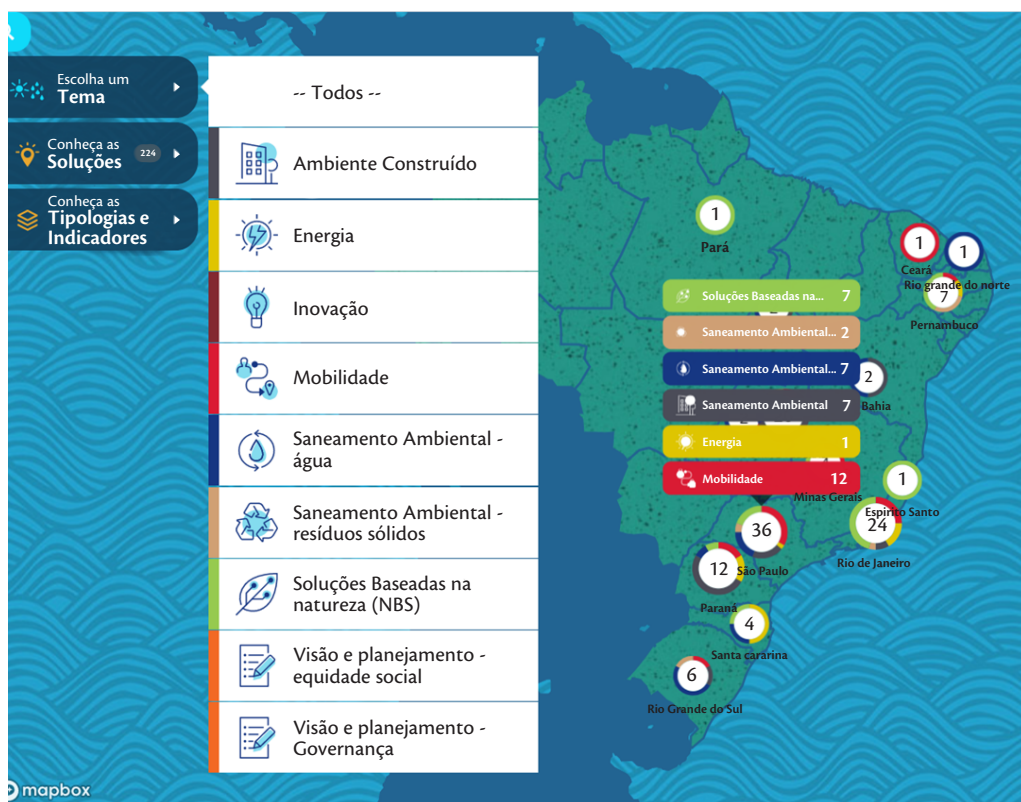 Escolha um
Tema
Conheça as
Soluções 224
Conheça as
Tipologias e
Indicadores
-- Todos --
Ambiente Construído
Energia
Inovação
Mobilidade
Saneamento Ambiental -
água
Saneamento Ambiental -
resíduos sólidos
Soluções Baseadas na
natureza (NBS)
Visão e planejamento -
equidade social
Visão e planejamento -
Governança
1
Pará
1
Ceará
1
Rio grande do norte
7
Pernambuco
Soluções Baseadas na... 7
Saneamento Ambiental... 2
Saneamento Ambiental... 7
Saneamento Ambiental 7
Energia 1
Mobilidade 12
2
Bahia
Minas Gerais
1
Espirito Santo
24
Rio de Janeiro
36
São Paulo
12
Paraná
4
Santa cararina
6
Rio Grande do Sul
mapbox